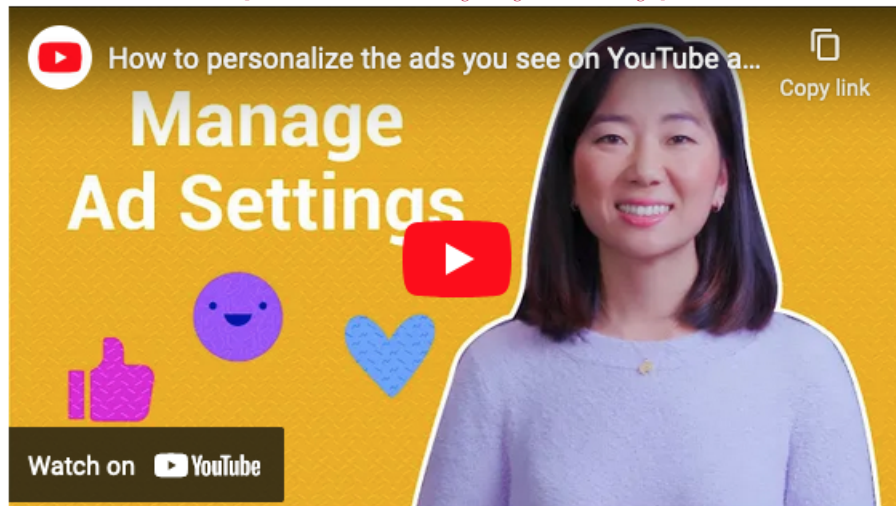 How to personalize the ads you see on YouTube a...
Copy link
Manage
Ad Settings
Watch on YouTube